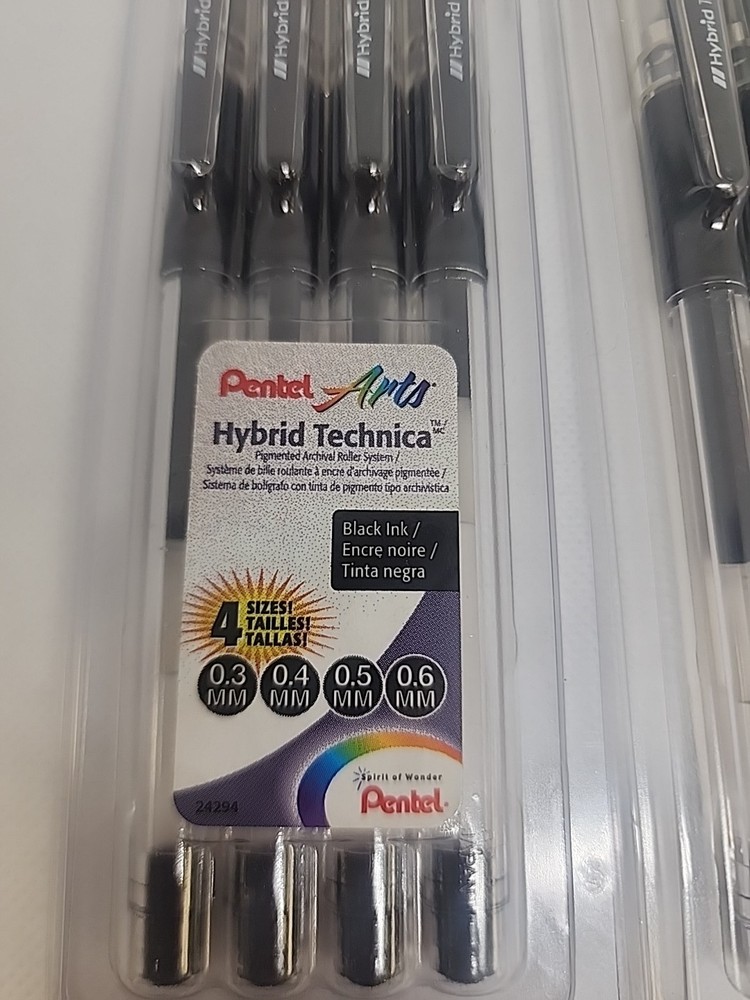 Hybrid
Hybrid
Hybrid
Hybrid
Hybrid
Pentel Arts
Hybrid Technica™/MC
Pigmented Archival Roller System /
Système de bille roulante à encre d'archivage pigmentée /
Sistema de bolígrafo con tinta de pigmento tipo archivística
Black Ink /
Encre noire /
Tinta negra
4 SIZES!
TAILLES!
TALLAS!
0.3 MM
0.4 MM
0.5 MM
0.6 MM
Spirit of Wonder
Pentel
24294
JAPAN